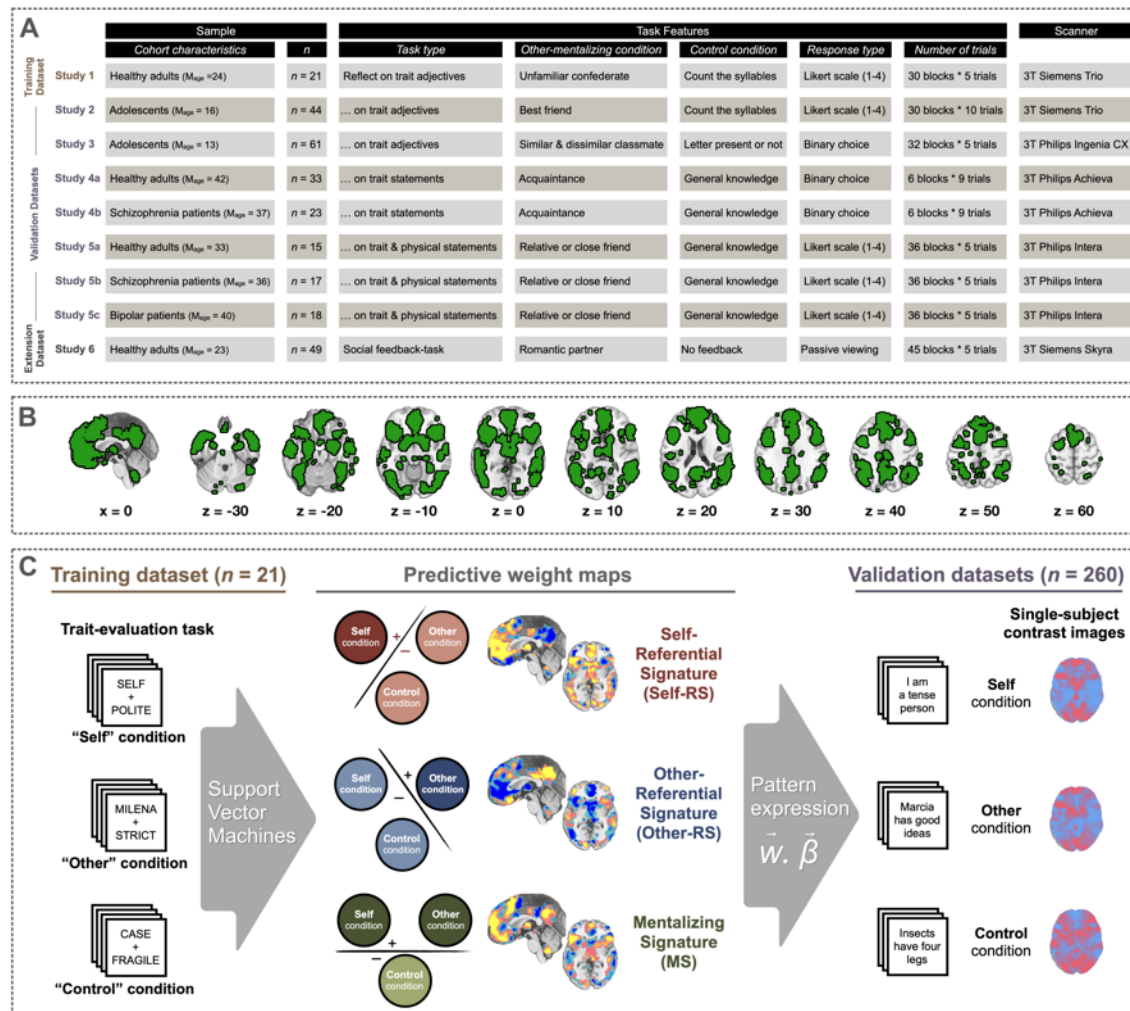 A
Sample
Task Features
Scanner
Cohort characteristics
n
Task type
Other-mentalizing condition
Control condition
Response type
Number of trials
Training
Dataset
Study 1
Healthy adults (Mage =24)
n = 21
Reflect on trait adjectives
Unfamiliar confederate
Count the syllables
Likert scale (1-4)
30 blocks * 5 trials
3T Siemens Trio
Validation Datasets
Study 2
Adolescents (Mage = 16)
n = 44
... on trait adjectives
Best friend
Count the syllables
Likert scale (1-4)
30 blocks * 10 trials
3T Siemens Trio
Study 3
Adolescents (Mage = 13)
n = 61
... on trait adjectives
Similar & dissimilar classmate
Letter present or not
Binary choice
32 blocks * 5 trials
3T Philips Ingenia CX
Study 4a
Healthy adults (Mage = 42)
n = 33
... on trait statements
Acquaintance
General knowledge
Binary choice
6 blocks * 9 trials
3T Philips Achieva
Study 4b
Schizophrenia patients (Mage = 37)
n = 23
... on trait statements
Acquaintance
General knowledge
Binary choice
6 blocks * 9 trials
3T Philips Achieva
Study 5a
Healthy adults (Mage = 33)
n = 15
... on trait & physical statements
Relative or close friend
General knowledge
Likert scale (1-4)
36 blocks * 5 trials
3T Philips Intera
Study 5b
Schizophrenia patients (Mage = 36)
n = 17
... on trait & physical statements
Relative or close friend
General knowledge
Likert scale (1-4)
36 blocks * 5 trials
3T Philips Intera
Study 5c
Bipolar patients (Mage = 40)
n = 18
... on trait & physical statements
Relative or close friend
General knowledge
Likert scale (1-4)
36 blocks * 5 trials
3T Philips Intera
Extension
Dataset
Study 6
Healthy adults (Mage = 23)
n = 49
Social feedback-task
Romantic partner
No feedback
Passive viewing
45 blocks * 5 trials
3T Siemens Skyra
B
x = 0
z = -30
z = -20
z = -10
z = 0
z = 10
z = 20
z = 30
z = 40
z = 50
z = 60
C
Training dataset (n = 21)
Trait-evaluation task
SELF
+
POLITE
"Self" condition
MILENA
+
STRICT
"Other" condition
CASE
+
FRAGILE
"Control" condition
Support
Vector
Machines
Predictive weight maps
Self
condition
+
−
Other
condition
Control
condition
Self-
Referential
Signature
(Self-RS)
Self
condition
+
−
Other
condition
Control
condition
Other-
Referential
Signature
(Other-RS)
Self
condition
Other
condition
+
−
Control
condition
Mentalizing
Signature
(MS)
Pattern
expression
w⃗. β⃗
Validation datasets (n = 260)
Single-subject
contrast images
I am
a tense
person
Self
condition
Marcia
has good
ideas
Other
condition
Insects
have four
legs
Control
condition